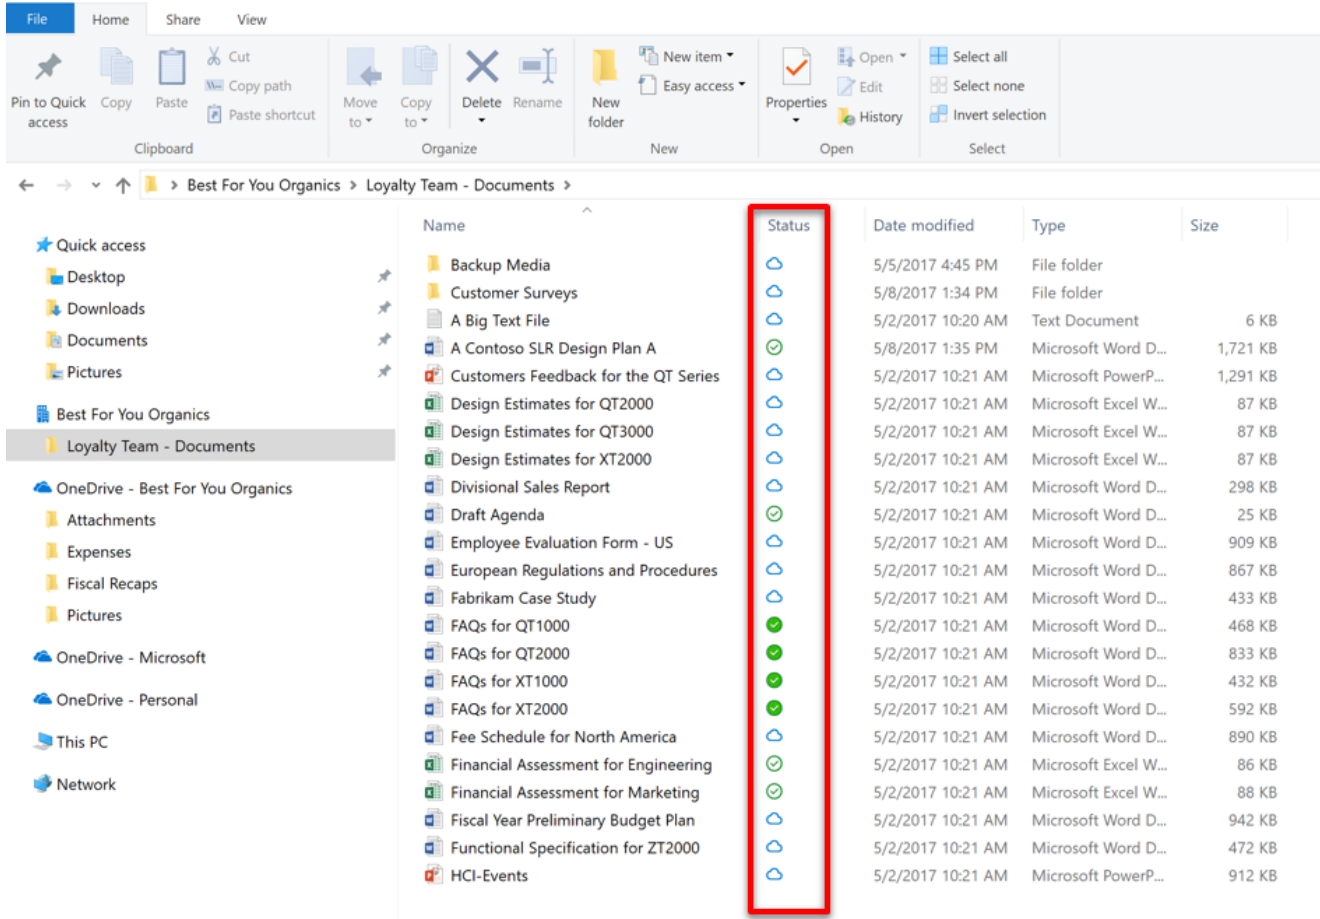 File Home Share View
Pin to Quick access
Copy
Paste
Cut
Copy path
Paste shortcut
Clipboard
Move to
Copy to
Delete
Rename
Organize
New folder
New item
Easy access
New
Properties
Open
Edit
History
Open
Select all
Select none
Invert selection
Select
Best For You Organics > Loyalty Team - Documents >
Quick access
Desktop
Downloads
Documents
Pictures
Best For You Organics
Loyalty Team - Documents
OneDrive - Best For You Organics
Attachments
Expenses
Fiscal Recaps
Pictures
OneDrive - Microsoft
OneDrive - Personal
This PC
Network
Name Status Date modified Type Size
Backup Media 5/5/2017 4:45 PM File folder
Customer Surveys 5/8/2017 1:34 PM File folder
A Big Text File 5/2/2017 10:20 AM Text Document 6 KB
A Contoso SLR Design Plan A 5/8/2017 1:35 PM Microsoft Word D... 1,721 KB
Customers Feedback for the QT Series 5/2/2017 10:21 AM Microsoft PowerP... 1,291 KB
Design Estimates for QT2000 5/2/2017 10:21 AM Microsoft Excel W... 87 KB
Design Estimates for QT3000 5/2/2017 10:21 AM Microsoft Excel W... 87 KB
Design Estimates for XT2000 5/2/2017 10:21 AM Microsoft Excel W... 87 KB
Divisional Sales Report 5/2/2017 10:21 AM Microsoft Word D... 298 KB
Draft Agenda 5/2/2017 10:21 AM Microsoft Word D... 25 KB
Employee Evaluation Form - US 5/2/2017 10:21 AM Microsoft Word D... 909 KB
European Regulations and Procedures 5/2/2017 10:21 AM Microsoft Word D... 867 KB
Fabrikam Case Study 5/2/2017 10:21 AM Microsoft Word D... 433 KB
FAQs for QT1000 5/2/2017 10:21 AM Microsoft Word D... 468 KB
FAQs for QT2000 5/2/2017 10:21 AM Microsoft Word D... 833 KB
FAQs for XT1000 5/2/2017 10:21 AM Microsoft Word D... 432 KB
FAQs for XT2000 5/2/2017 10:21 AM Microsoft Word D... 592 KB
Fee Schedule for North America 5/2/2017 10:21 AM Microsoft Word D... 890 KB
Financial Assessment for Engineering 5/2/2017 10:21 AM Microsoft Excel W... 86 KB
Financial Assessment for Marketing 5/2/2017 10:21 AM Microsoft Excel W... 88 KB
Fiscal Year Preliminary Budget Plan 5/2/2017 10:21 AM Microsoft Word D... 942 KB
Functional Specification for ZT2000 5/2/2017 10:21 AM Microsoft Word D... 472 KB
HCI-Events 5/2/2017 10:21 AM Microsoft PowerP... 912 KB